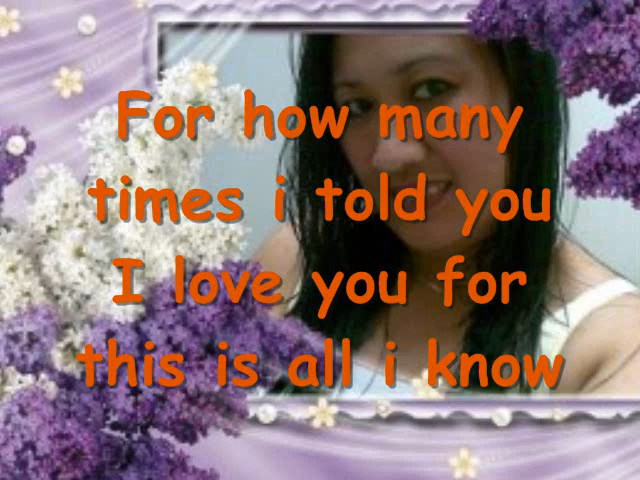 For how many
times i told you
I love you for
this is all i know